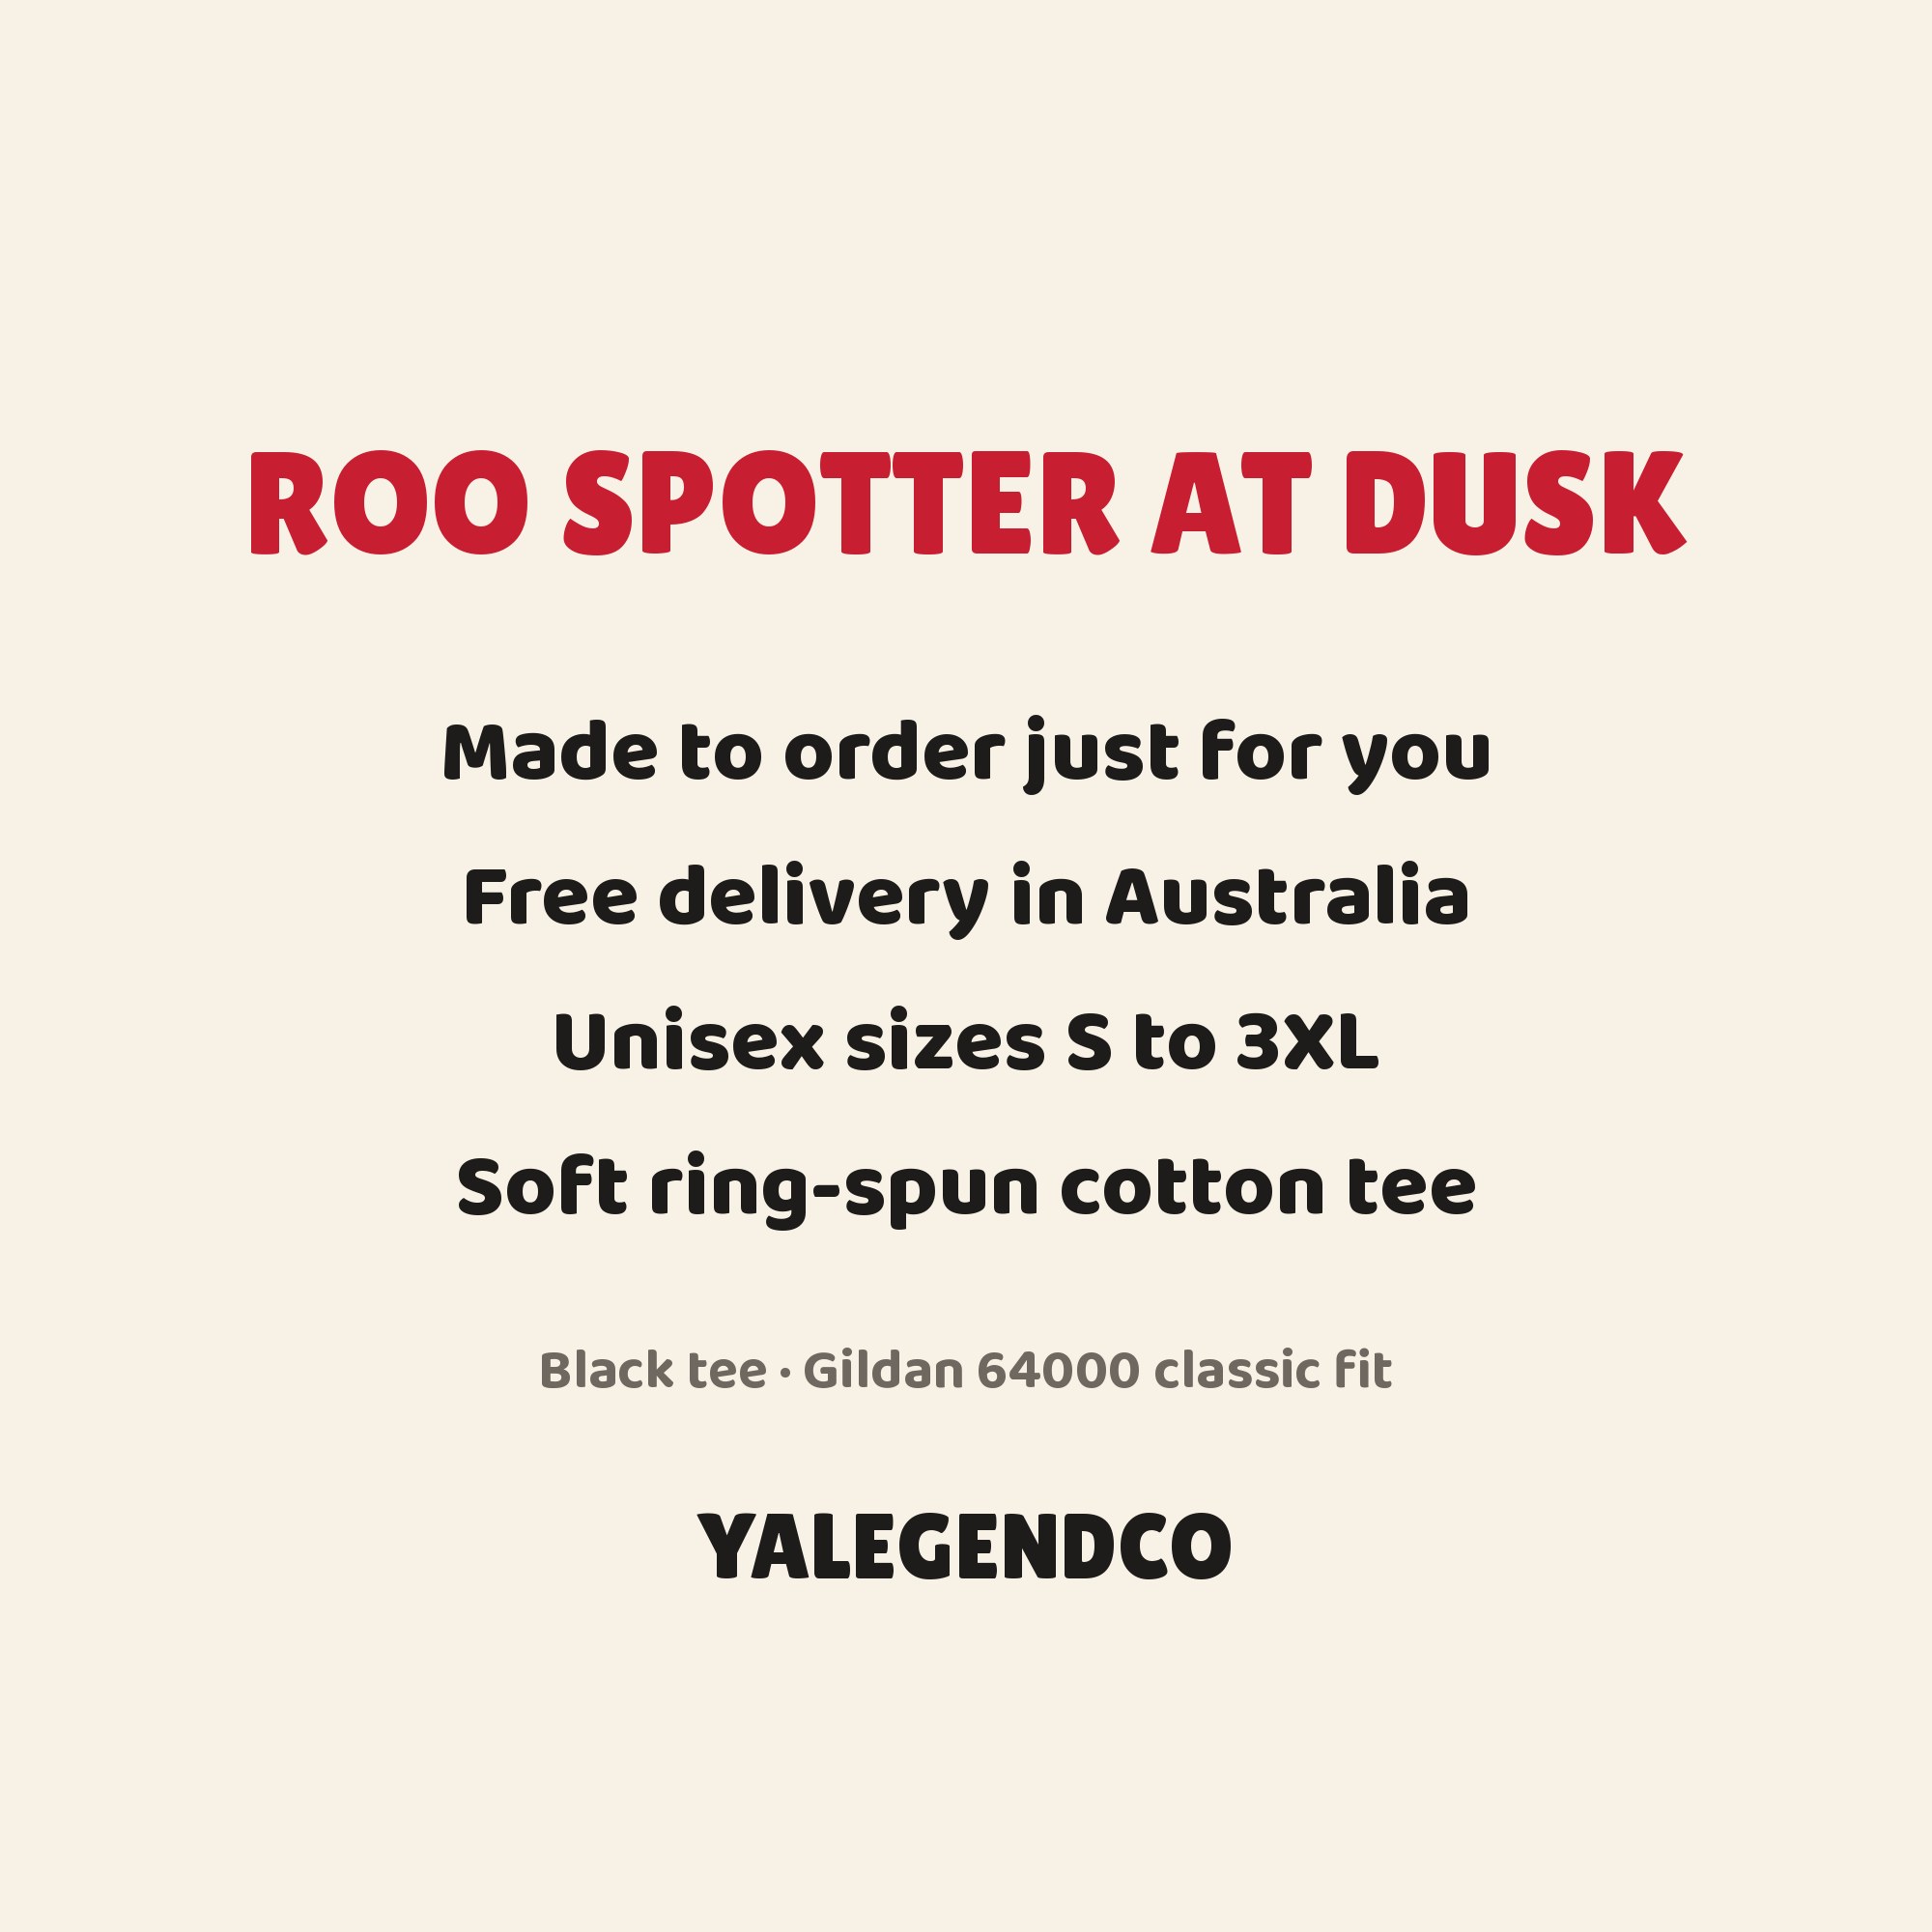 ROO SPOTTER AT DUSK
Made to order just for you
Free delivery in Australia
Unisex sizes S to 3XL
Soft ring-spun cotton tee
Black tee · Gildan 64000 classic fit
YALEGENDCO